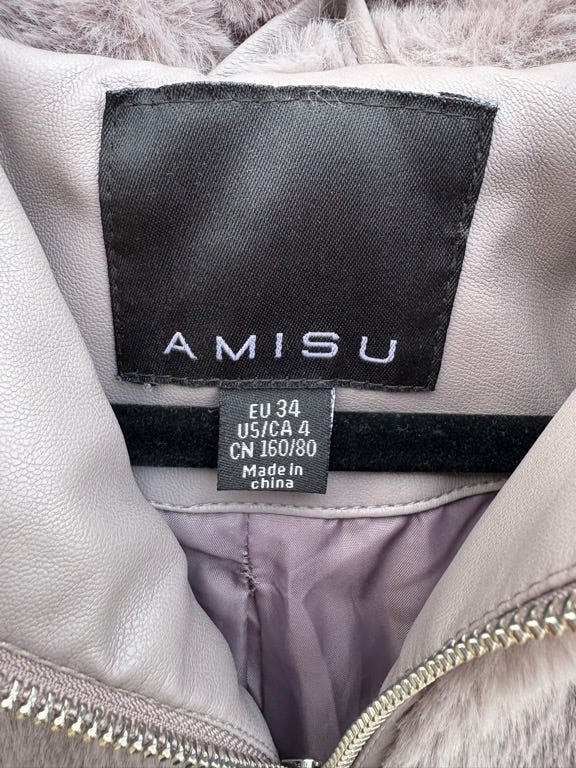 AMISU
EU 34
US/CA 4
CN 160/80
Made in
china